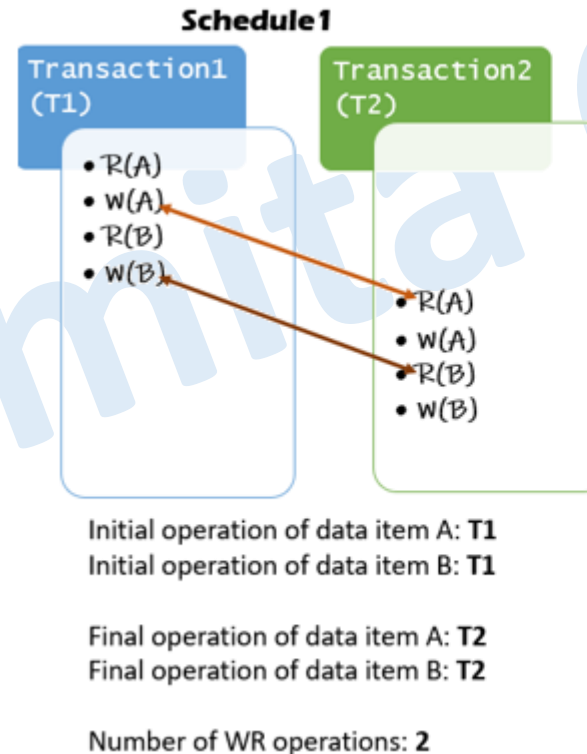 Schedule1
Transaction1
(T1)
Transaction2
(T2)
• R(A)
• W(A)
• R(B)
• W(B)
• R(A)
• W(A)
• R(B)
• W(B)
Initial operation of data item A: T1
Initial operation of data item B: T1
Final operation of data item A: T2
Final operation of data item B: T2
Number of WR operations: 2